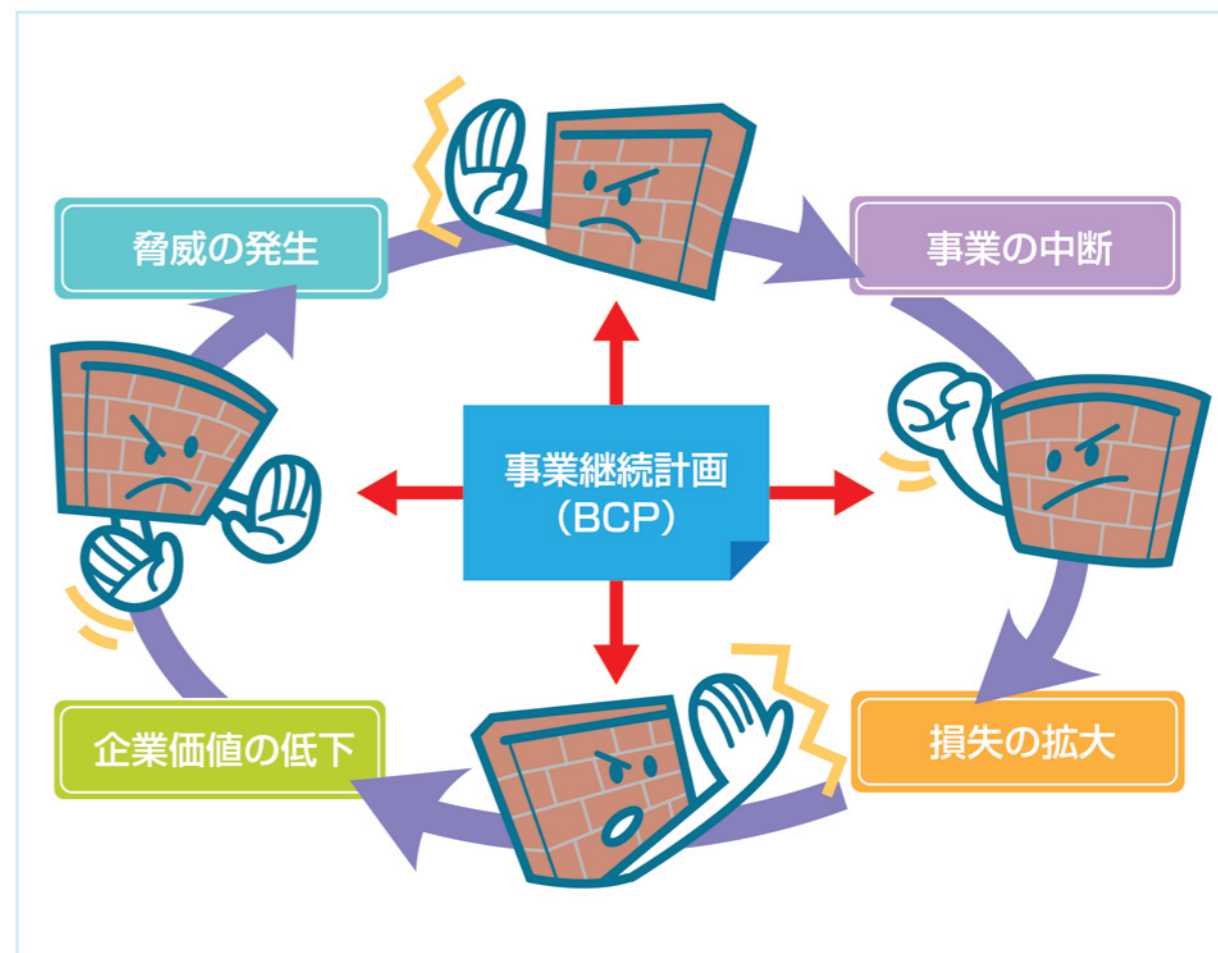 脅威の発生
事業の中断
事業継続計画
（BCP）
企業価値の低下
損失の拡大